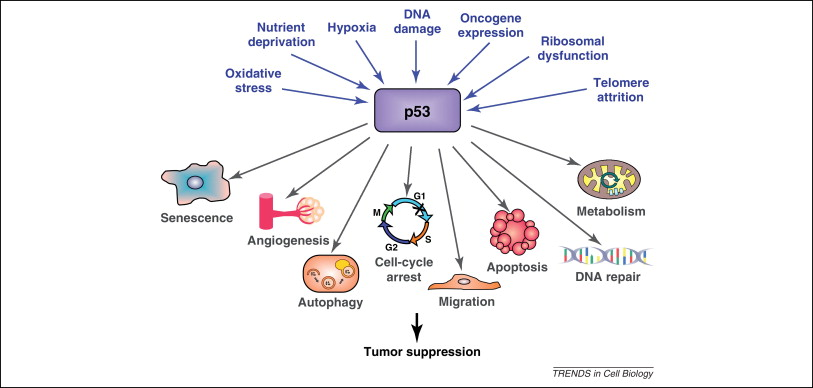 Nutrient
deprivation
Hypoxia
DNA
damage
Oncogene
expression
Ribosomal
dysfunction
Oxidative
stress
Telomere
attrition
p53
Senescence
Angiogenesis
Autophagy
G1
M
S
G2
Cell-cycle
arrest
Migration
Apoptosis
Metabolism
DNA repair
Tumor suppression
TRENDS in Cell Biology